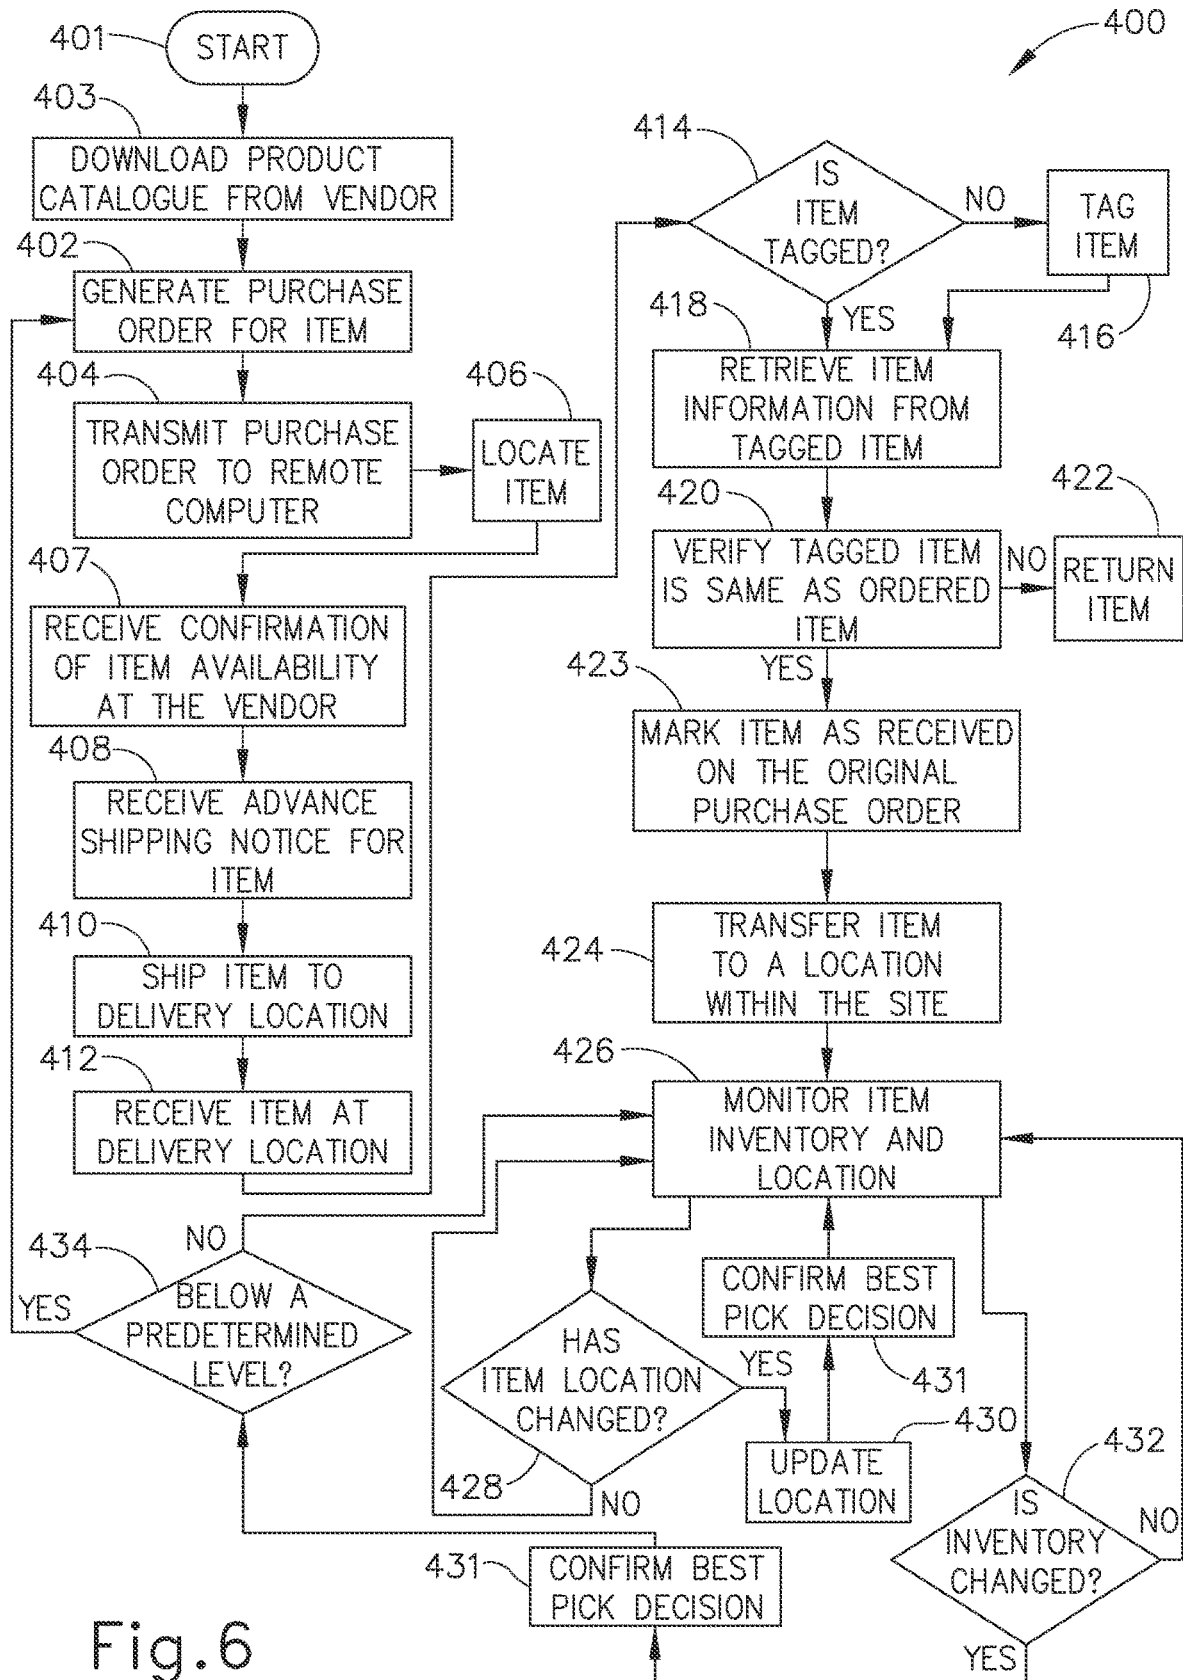 400
401
START
403
DOWNLOAD PRODUCT
CATALOGUE FROM VENDOR
402
GENERATE PURCHASE
ORDER FOR ITEM
404
TRANSMIT PURCHASE
ORDER TO REMOTE
COMPUTER
406
LOCATE
ITEM
407
RECEIVE CONFIRMATION
OF ITEM AVAILABILITY
AT THE VENDOR
408
RECEIVE ADVANCE
SHIPPING NOTICE FOR
ITEM
410
SHIP ITEM TO
DELIVERY LOCATION
412
RECEIVE ITEM AT
DELIVERY LOCATION
414
IS
ITEM
TAGGED?
NO
TAG
ITEM
416
YES
418
RETRIEVE ITEM
INFORMATION FROM
TAGGED ITEM
420
VERIFY TAGGED ITEM
IS SAME AS ORDERED
ITEM
NO
422
RETURN
ITEM
YES
423
MARK ITEM AS RECEIVED
ON THE ORIGINAL
PURCHASE ORDER
424
TRANSFER ITEM
TO A LOCATION
WITHIN THE SITE
426
MONITOR ITEM
INVENTORY AND
LOCATION
428
HAS
ITEM LOCATION
CHANGED?
YES
NO
430
UPDATE
LOCATION
CONFIRM BEST
PICK DECISION
431
432
IS
INVENTORY
CHANGED?
NO
YES
431
CONFIRM BEST
PICK DECISION
434
BELOW A
PREDETERMINED
LEVEL?
NO
YES
Fig.6